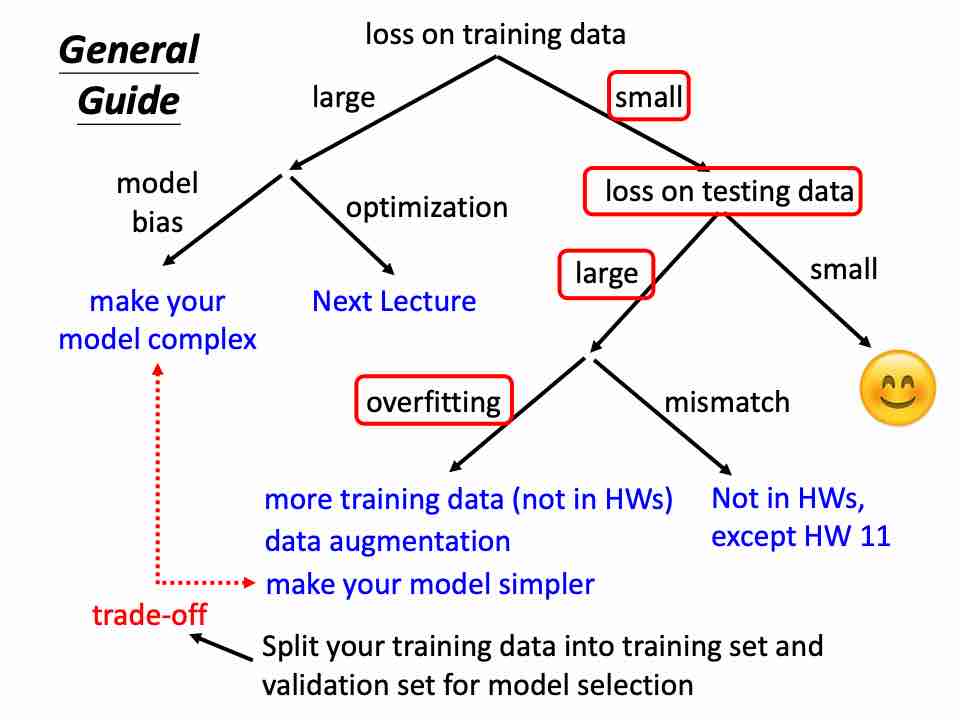 General
Guide
loss on training data
large
small
model
bias
optimization
loss on testing data
make your
model complex
Next Lecture
large
small
overfitting
mismatch
more training data (not in HWs)
data augmentation
make your model simpler
Not in HWs,
except HW 11
trade-off
Split your training data into training set and
validation set for model selection